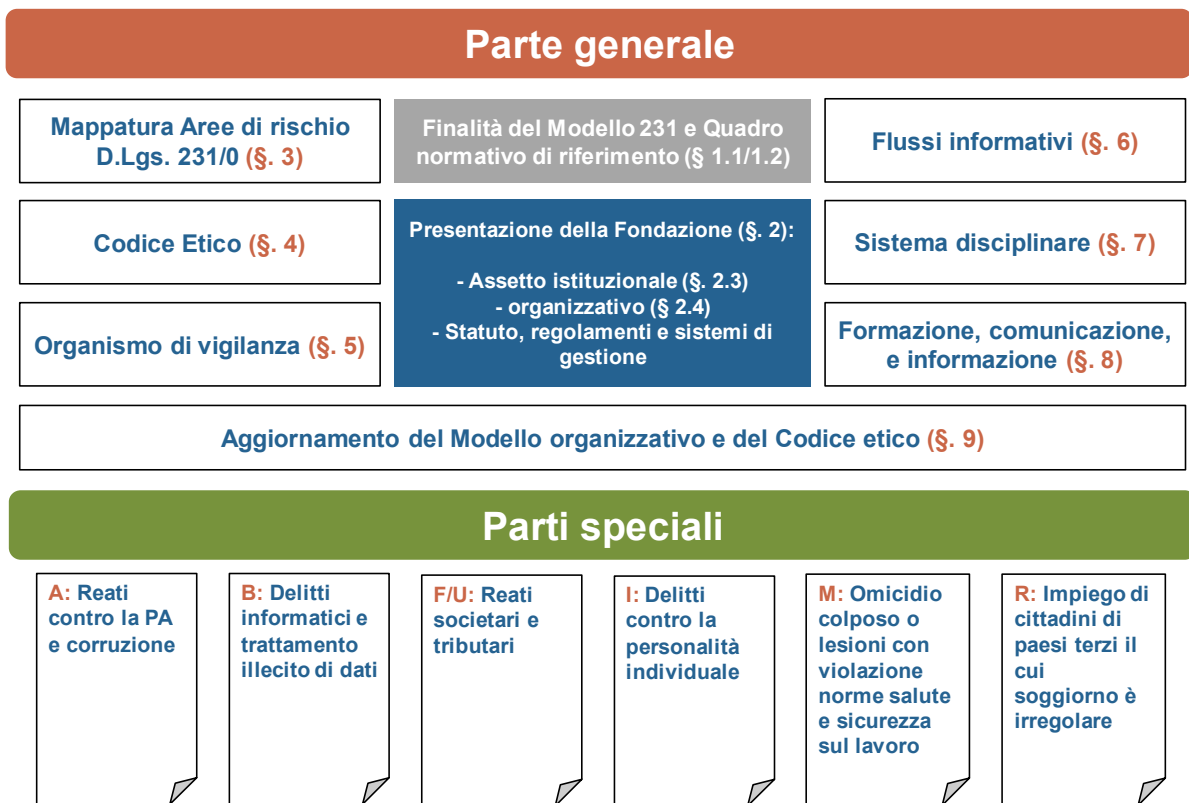 Parte generale
Mappatura Aree di rischio
D.Lgs. 231/0 (§. 3)
Finalità del Modello 231 e Quadro
normativo di riferimento (§ 1.1/1.2)
Flussi informativi (§. 6)
Codice Etico (§. 4)
Presentazione della Fondazione (§. 2):
- Assetto istituzionale (§. 2.3)
- organizzativo (§ 2.4)
- Statuto, regolamenti e sistemi di
gestione
Sistema disciplinare (§. 7)
Organismo di vigilanza (§. 5)
Formazione, comunicazione,
e informazione (§. 8)
Aggiornamento del Modello organizzativo e del Codice etico (§. 9)
Parti speciali
A: Reati
contro la PA
e corruzione
B: Delitti
informatici e
trattamento
illecito di dati
F/U: Reati
societari e
tributari
I: Delitti
contro la
personalità
individuale
M: Omicidio
colposo o
lesioni con
violazione
norme salute
e sicurezza
sul lavoro
R: Impiego di
cittadini di
paesi terzi il
cui
soggiorno è
irregolare